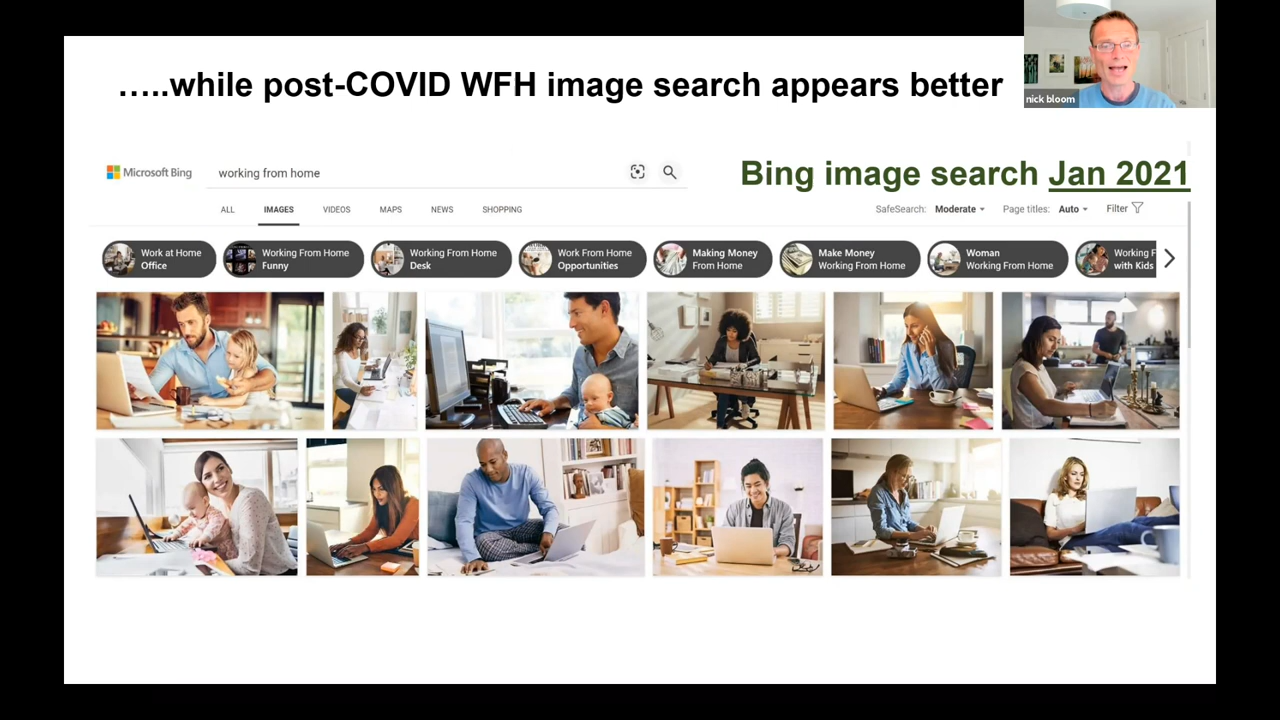 …..while post-COVID WFH image search appears better
nick bloom
Microsoft Bing
working from home
Bing image search Jan 2021
ALL
IMAGES
VIDEOS
MAPS
NEWS
SHOPPING
SafeSearch: Moderate
Page titles: Auto
Filter
Work at Home
Office
Working From Home
Funny
Working From Home
Desk
Work From Home
Opportunities
Making Money
From Home
Make Money
Working From Home
Woman
Working From Home
Working F
with Kids